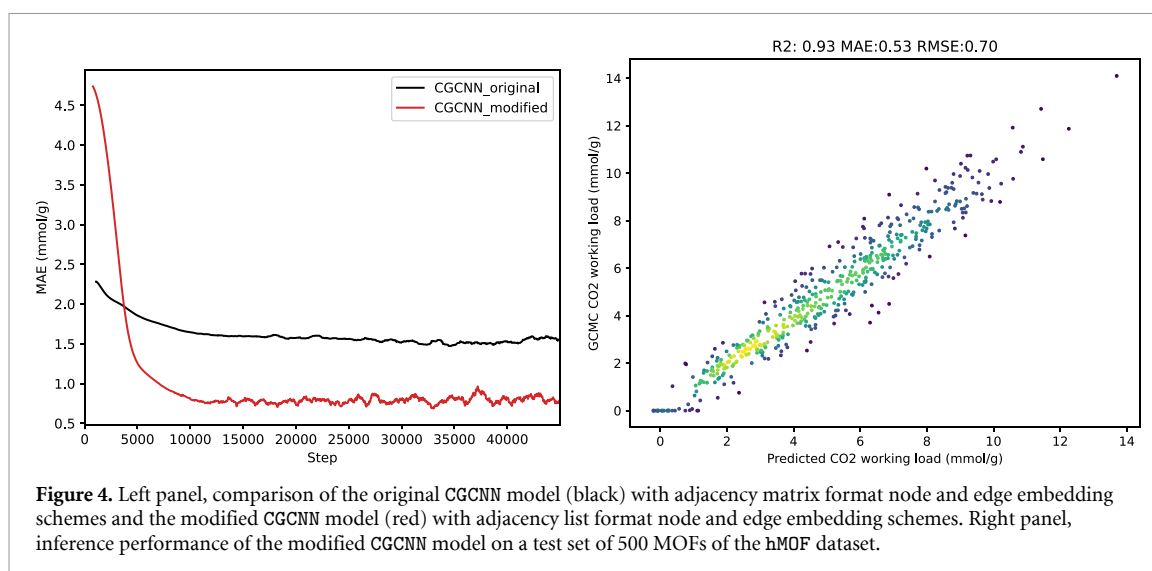 CGCNN_original
CGCNN_modified
MAE (mmol/g)
4.5
4.0
3.5
3.0
2.5
2.0
1.5
1.0
0.5
0 5000 10000 15000 20000 25000 30000 35000 40000
Step
R2: 0.93 MAE:0.53 RMSE:0.70
GCMC CO2 working load (mmol/g)
14
12
10
8
6
4
2
0
0 2 4 6 8 10 12 14
Predicted CO2 working load (mmol/g)
Figure 4. Left panel, comparison of the original CGCNN model (black) with adjacency matrix format node and edge embedding
schemes and the modified CGCNN model (red) with adjacency list format node and edge embedding schemes. Right panel,
inference performance of the modified CGCNN model on a test set of 500 MOFs of the hMOF dataset.